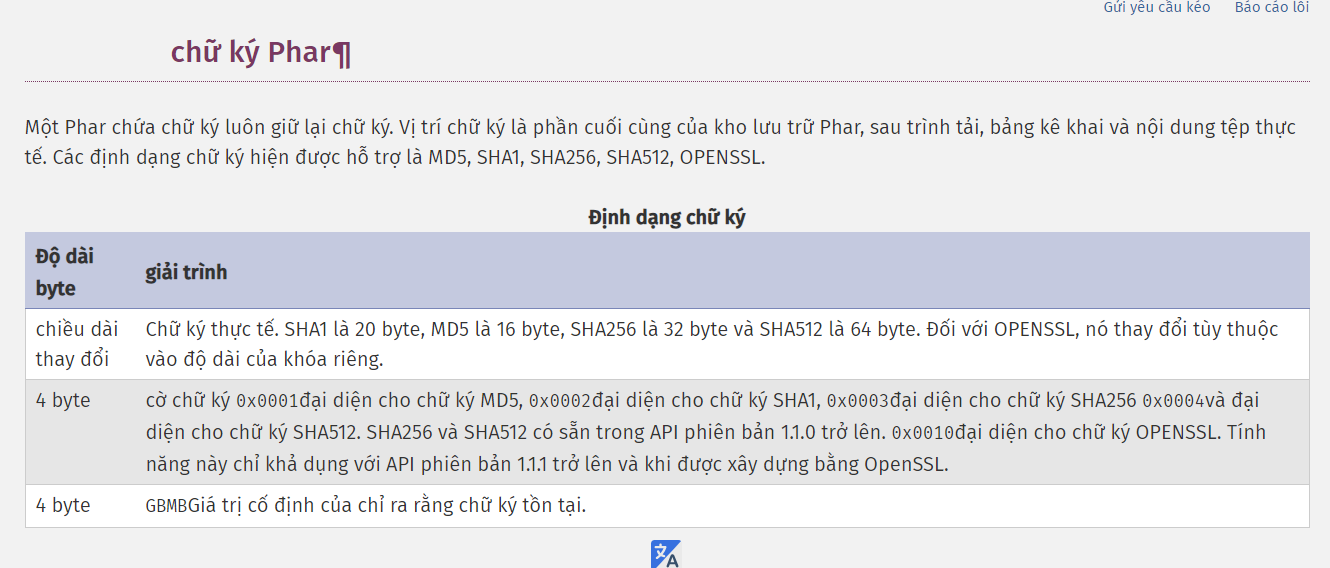 Gửi yêu cầu kéo Báo cáo lỗi
chữ ký Phar¶
Một Phar chứa chữ ký luôn giữ lại chữ ký. Vị trí chữ ký là phần cuối cùng của kho lưu trữ Phar, sau trình tải, bảng kê khai và nội dung tệp thực
tế. Các định dạng chữ ký hiện được hỗ trợ là MD5, SHA1, SHA256, SHA512, OPENSSL.
Định dạng chữ ký
Độ dài
byte
giải trình
chiều dài
thay đổi
Chữ ký thực tế. SHA1 là 20 byte, MD5 là 16 byte, SHA256 là 32 byte và SHA512 là 64 byte. Đối với OPENSSL, nó thay đổi tùy thuộc
vào độ dài của khóa riêng.
4 byte
cờ chữ ký 0x0001đại diện cho chữ ký MD5, 0x0002đại diện cho chữ ký SHA1, 0x0003đại diện cho chữ ký SHA256 0x0004và đại
diện cho chữ ký SHA512. SHA256 và SHA512 có sẵn trong API phiên bản 1.1.0 trở lên. 0x0010đại diện cho chữ ký OPENSSL. Tính
năng này chỉ khả dụng với API phiên bản 1.1.1 trở lên và khi được xây dựng bằng OpenSSL.
4 byte
GBMBGiá trị cố định của chỉ ra rằng chữ ký tồn tại.
文A